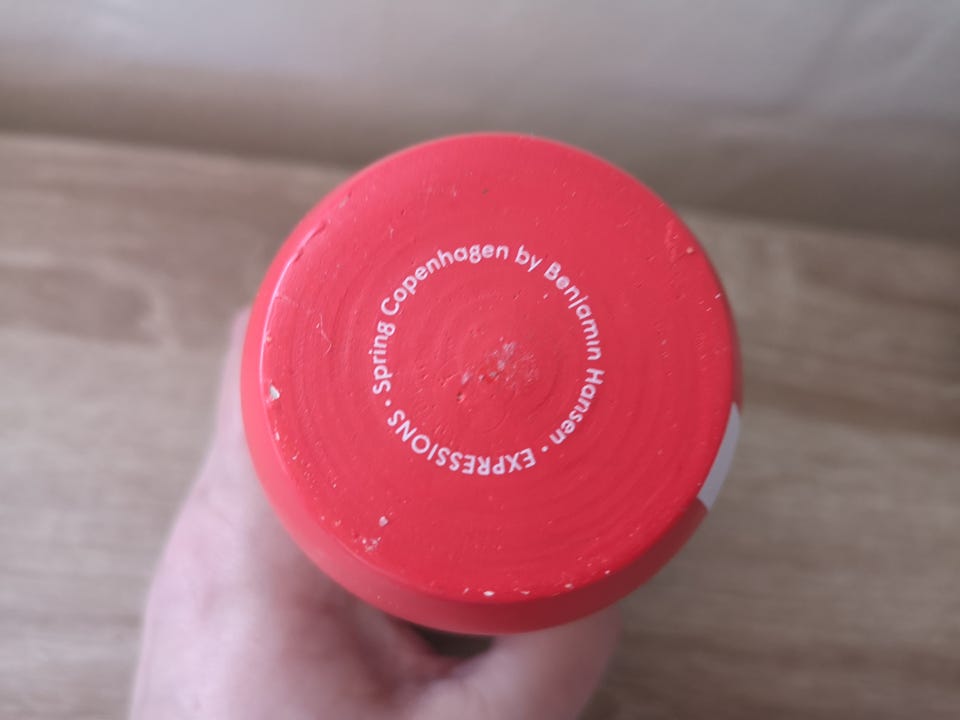 Spring Copenhagen by Benjamin Hansen · EXPRESSIONS ·